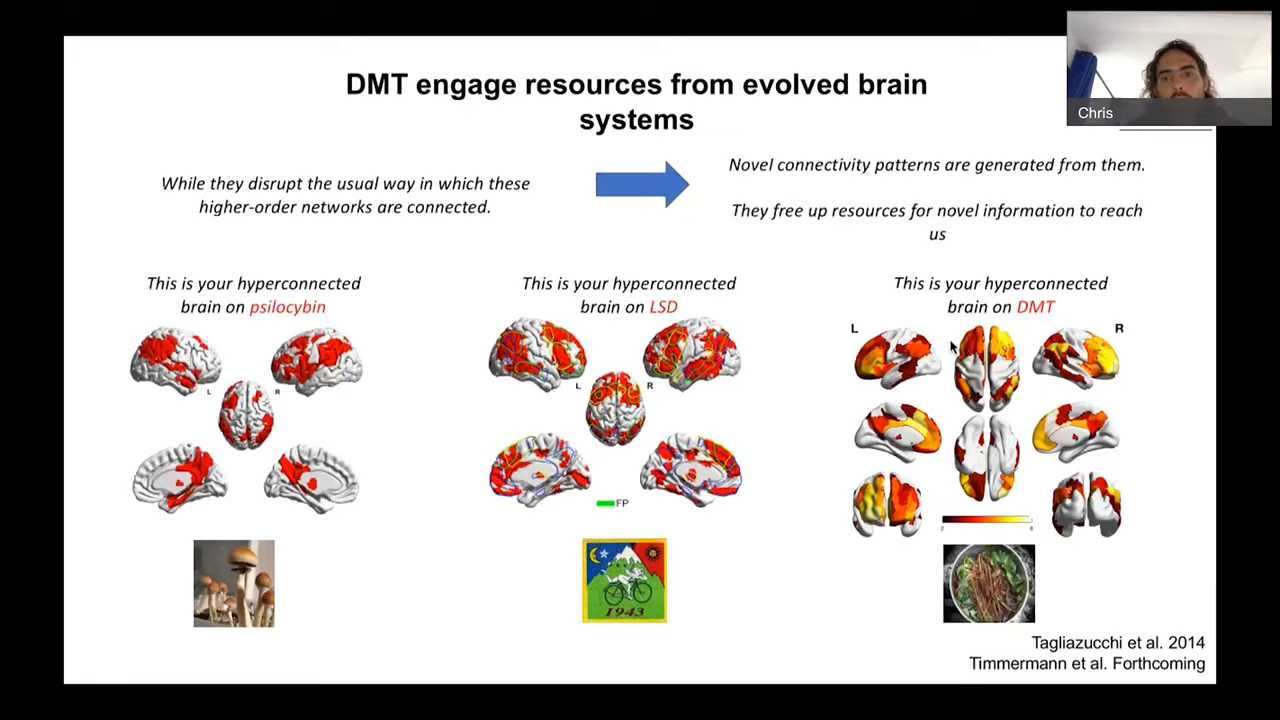 DMT engage resources from evolved brain
systems
Chris
While they disrupt the usual way in which these
higher-order networks are connected.
Novel connectivity patterns are generated from them.
They free up resources for novel information to reach
us
This is your hyperconnected
brain on psilocybin
L
R
This is your hyperconnected
brain on LSD
L
R
FP
This is your hyperconnected
brain on DMT
L
R
1943
Tagliazucchi et al. 2014
Timmermann et al. Forthcoming